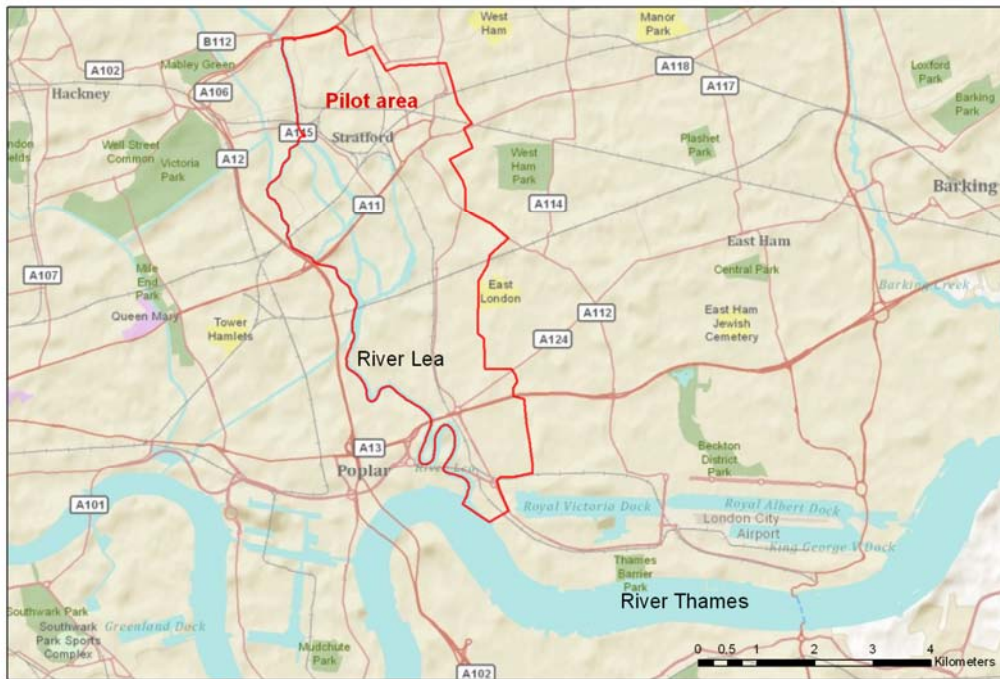 West
Ham
Manor
Park
B112
Mabley Green
A102
Hackney
A106
A118
A117
Loxford
Park
Barking
Park
Pilot area
A115
Stratford
Well Street
Common
Victoria
Park
A12
West
Ham
Park
Plashet
Park
Barking
A11
A114
East Ham
Central Park
A107
Mile
End
Park
Queen Mary
Tower
Hamlets
East
London
Barking Creek
A112
East Ham
Jewish
Cemetery
A124
River Lea
A13
Poplar
River Lea
Beckton
District
Park
A101
Royal Victoria Dock
Royal Albert Dock
London City
Airport
King George V Dock
Thames
Barrier
Park
River Thames
Southwark Park
Southwark
Park Sports
Complex
Greenland Dock
Mudchute
Park
A102
0 0,5 1 2 3 4
Kilometers